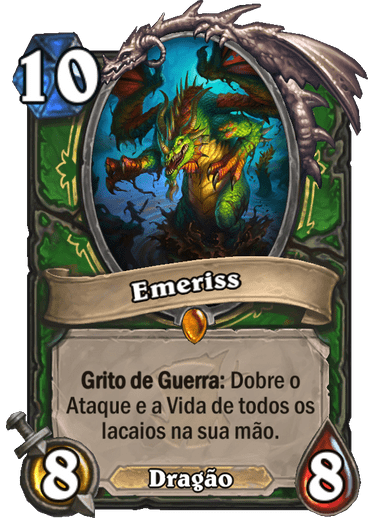 10
Emeriss
Grito de Guerra: Dobre o
Ataque e a Vida de todos os
lacaios na sua mão.
8
Dragão
8